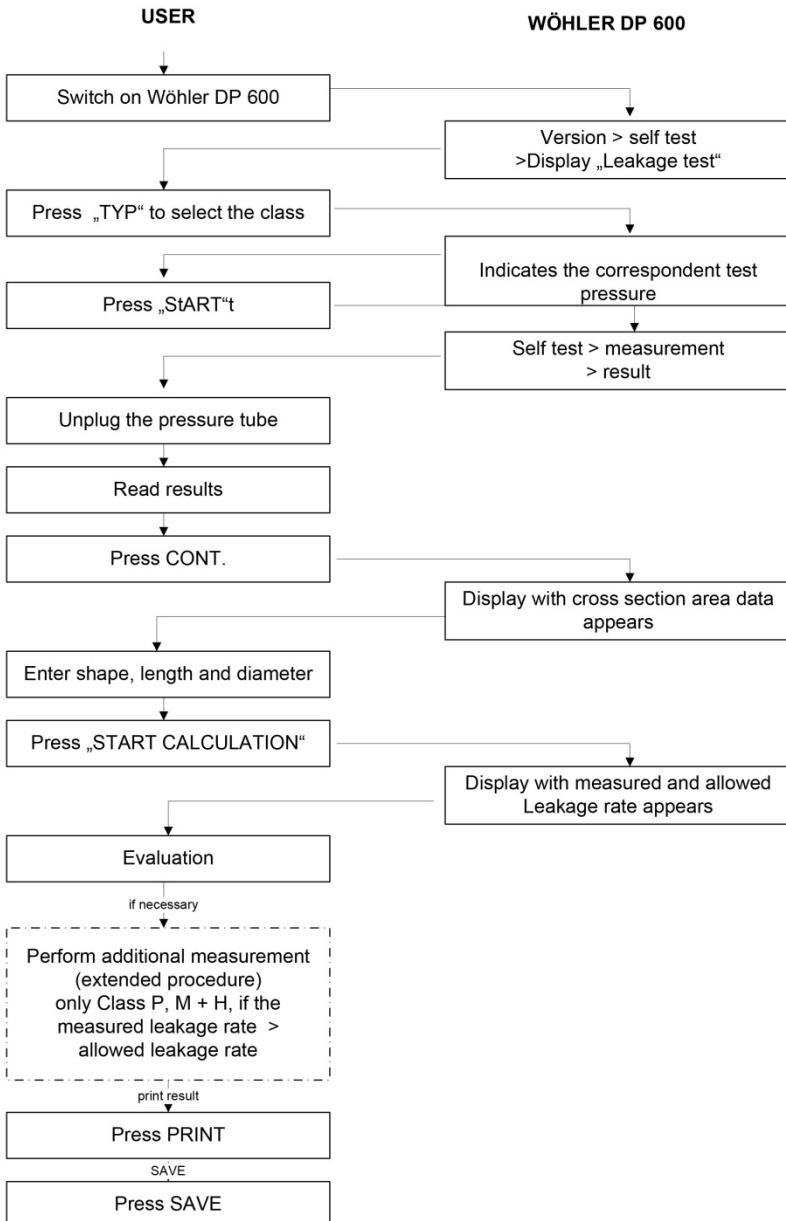 USER
WÖHLER DP 600
Switch on Wöhler DP 600
Version > self test
>Display „Leakage test“
Press „TYP“ to select the class
Indicates the correspondent test
pressure
Press „StART“t
Self test > measurement
> result
Unplug the pressure tube
Read results
Press CONT.
Display with cross section area data
appears
Enter shape, length and diameter
Press „START CALCULATION“
Display with measured and allowed
Leakage rate appears
Evaluation
if necessary
Perform additional measurement
(extended procedure)
only Class P, M + H, if the
measured leakage rate >
allowed leakage rate
print result
Press PRINT
SAVE
Press SAVE